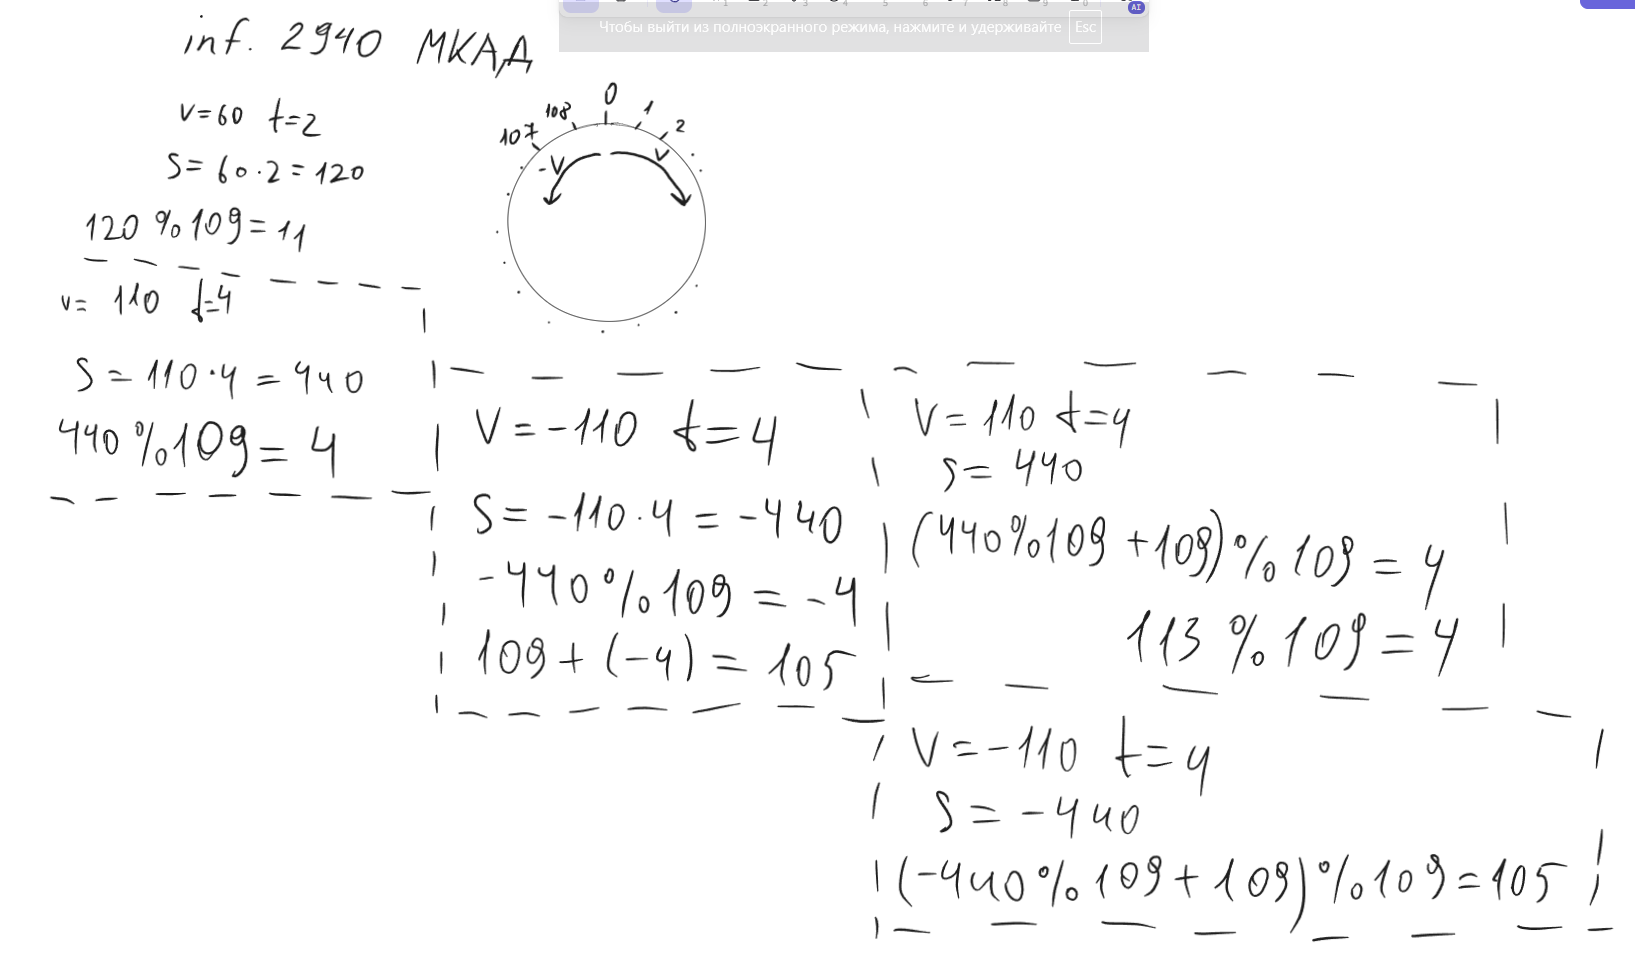 inf. 2940 МКАД
Чтобы выйти из полноэкранного режима, нажмите и удерживайте Esc
AI
v=60 t=2
S= 60·2=120
120 %109=11
107 108 0 1 2
-V V
v= 110 t=4
S = 110·4 = 440
440 %109= 4
V = -110 t=4
S= -110·4 = -440
-440 % 109 = -4
109 + (-4) = 105
V = 110 t=4
S= 440
(440%109 +109)% 109 = 4
113 % 109 = 4
V = -110 t= 4
S = -440
(-440% 109 + 109)%109=105